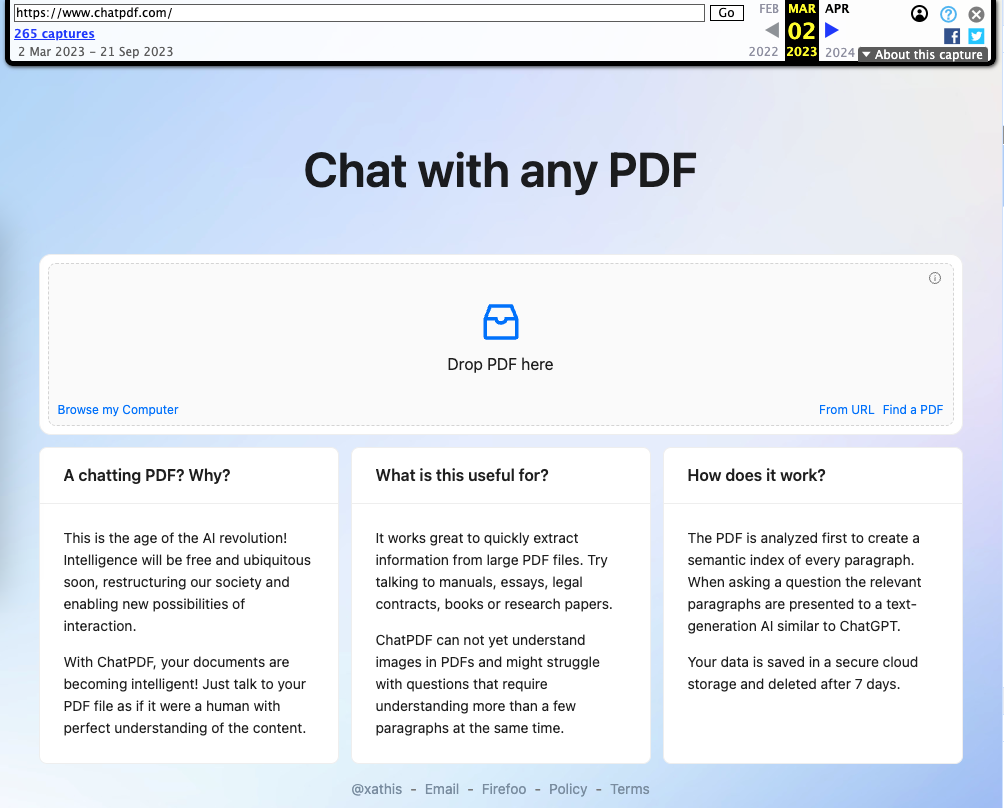 https://www.chatpdf.com/
Go
FEB MAR APR
02
2022 2023 2024
265 captures
2 Mar 2023 – 21 Sep 2023
About this capture
Chat with any PDF
Drop PDF here
Browse my Computer
From URL Find a PDF
A chatting PDF? Why?
This is the age of the AI revolution!
Intelligence will be free and ubiquitous
soon, restructuring our society and
enabling new possibilities of
interaction.
With ChatPDF, your documents are
becoming intelligent! Just talk to your
PDF file as if it were a human with
perfect understanding of the content.
What is this useful for?
It works great to quickly extract
information from large PDF files. Try
talking to manuals, essays, legal
contracts, books or research papers.
ChatPDF can not yet understand
images in PDFs and might struggle
with questions that require
understanding more than a few
paragraphs at the same time.
How does it work?
The PDF is analyzed first to create a
semantic index of every paragraph.
When asking a question the relevant
paragraphs are presented to a text-
generation AI similar to ChatGPT.
Your data is saved in a secure cloud
storage and deleted after 7 days.
@xathis - Email - Firefoo - Policy - Terms